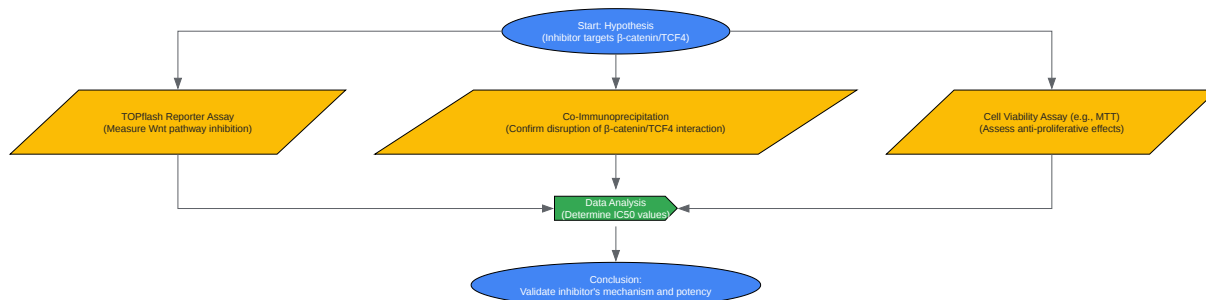 Start: Hypothesis
(Inhibitor targets β-catenin/TCF4)
TOPflash Reporter Assay
(Measure Wnt pathway inhibition)
Co-Immunoprecipitation
(Confirm disruption of β-catenin/TCF4 interaction)
Cell Viability Assay (e.g., MTT)
(Assess anti-proliferative effects)
Data Analysis
(Determine IC50 values)
Conclusion:
Validate inhibitor's mechanism and potency